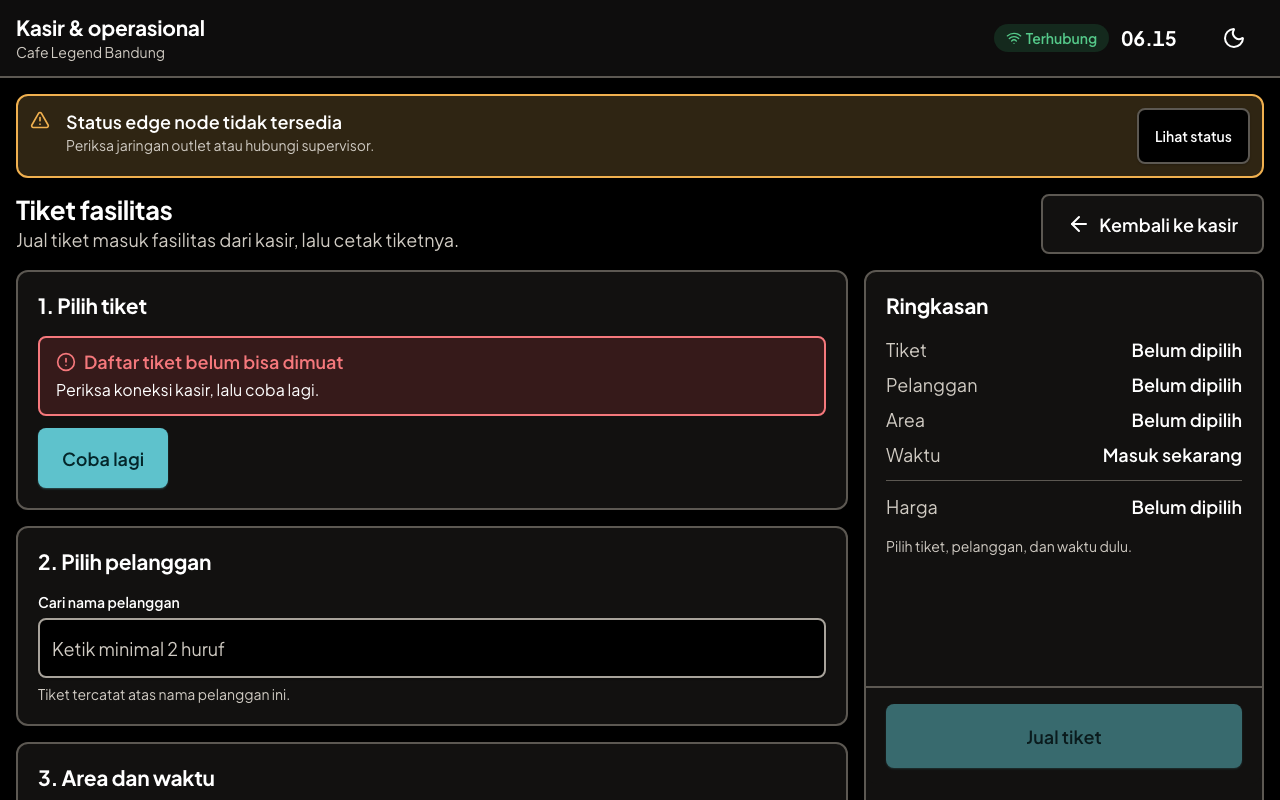 Kasir & operasional
Cafe Legend Bandung
Terhubung
06.15
Status edge node tidak tersedia
Periksa jaringan outlet atau hubungi supervisor.
Lihat status
Tiket fasilitas
Jual tiket masuk fasilitas dari kasir, lalu cetak tiketnya.
Kembali ke kasir
1. Pilih tiket
Daftar tiket belum bisa dimuat
Periksa koneksi kasir, lalu coba lagi.
Coba lagi
2. Pilih pelanggan
Cari nama pelanggan
Ketik minimal 2 huruf
Tiket tercatat atas nama pelanggan ini.
3. Area dan waktu
Ringkasan
Tiket Belum dipilih
Pelanggan Belum dipilih
Area Belum dipilih
Waktu Masuk sekarang
Harga Belum dipilih
Pilih tiket, pelanggan, dan waktu dulu.
Jual tiket